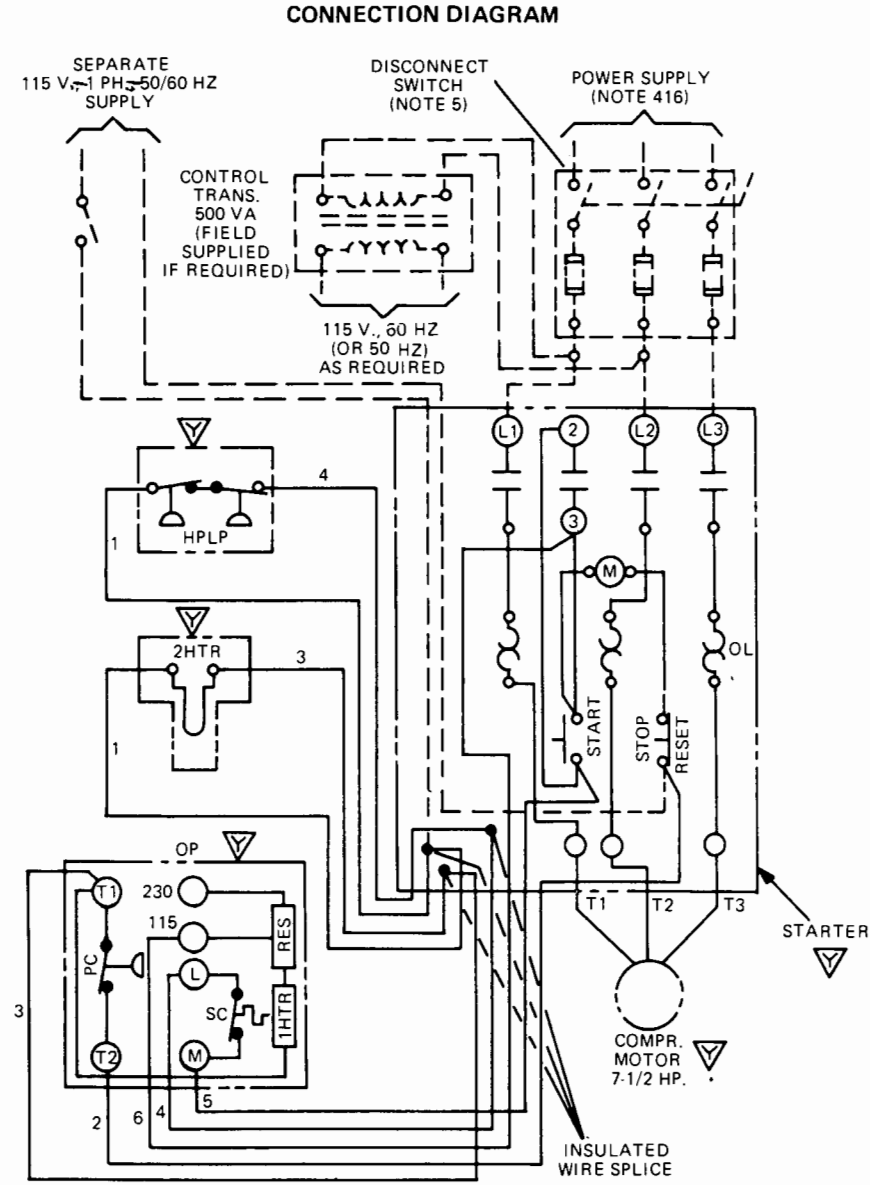 CONNECTION DIAGRAM
SEPARATE
115 V., 1 PH., 50/60 HZ
SUPPLY
DISCONNECT
SWITCH
(NOTE 5)
POWER SUPPLY
(NOTE 416)
CONTROL
TRANS.
500 VA
(FIELD
SUPPLIED
IF REQUIRED)
115 V., 60 HZ
(OR 50 HZ)
AS REQUIRED
L1
2
L2
L3
Y
4
HPLP
1
3
M
Y
2HTR
3
OL
1
START
STOP
RESET
OP
Y
T1
230
115
RES
PC
L
SC
1HTR
3
T2
M
2
6
4
5
T1
T2
T3
STARTER
Y
COMPR.
MOTOR
7-1/2 HP.
Y
INSULATED
WIRE SPLICE